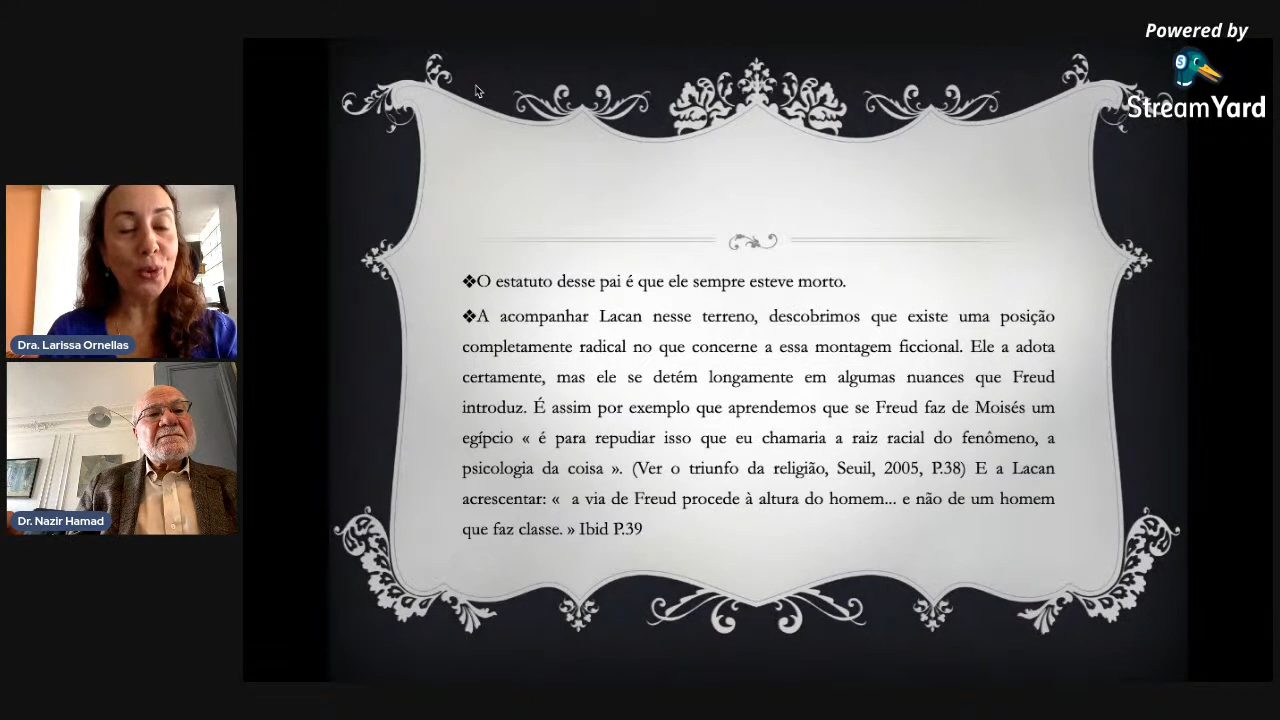 Powered by
StreamYard
❖O estatuto desse pai é que ele sempre esteve morto.
❖A acompanhar Lacan nesse terreno, descobrimos que existe uma posição
completamente radical no que concerne a essa montagem ficcional. Ele a adota
certamente, mas ele se detém longamente em algumas nuances que Freud
introduz. É assim por exemplo que aprendemos que se Freud faz de Moisés um
egípcio « é para repudiar isso que eu chamaria a raiz racial do fenômeno, a
psicologia da coisa ». (Ver o triunfo da religião, Seuil, 2005, P.38) E a Lacan
acrescentar: « a via de Freud procede à altura do homem... e não de um homem
que faz classe. » Ibid P.39
Dra. Larissa Ornellas
Dr. Nazir Hamad